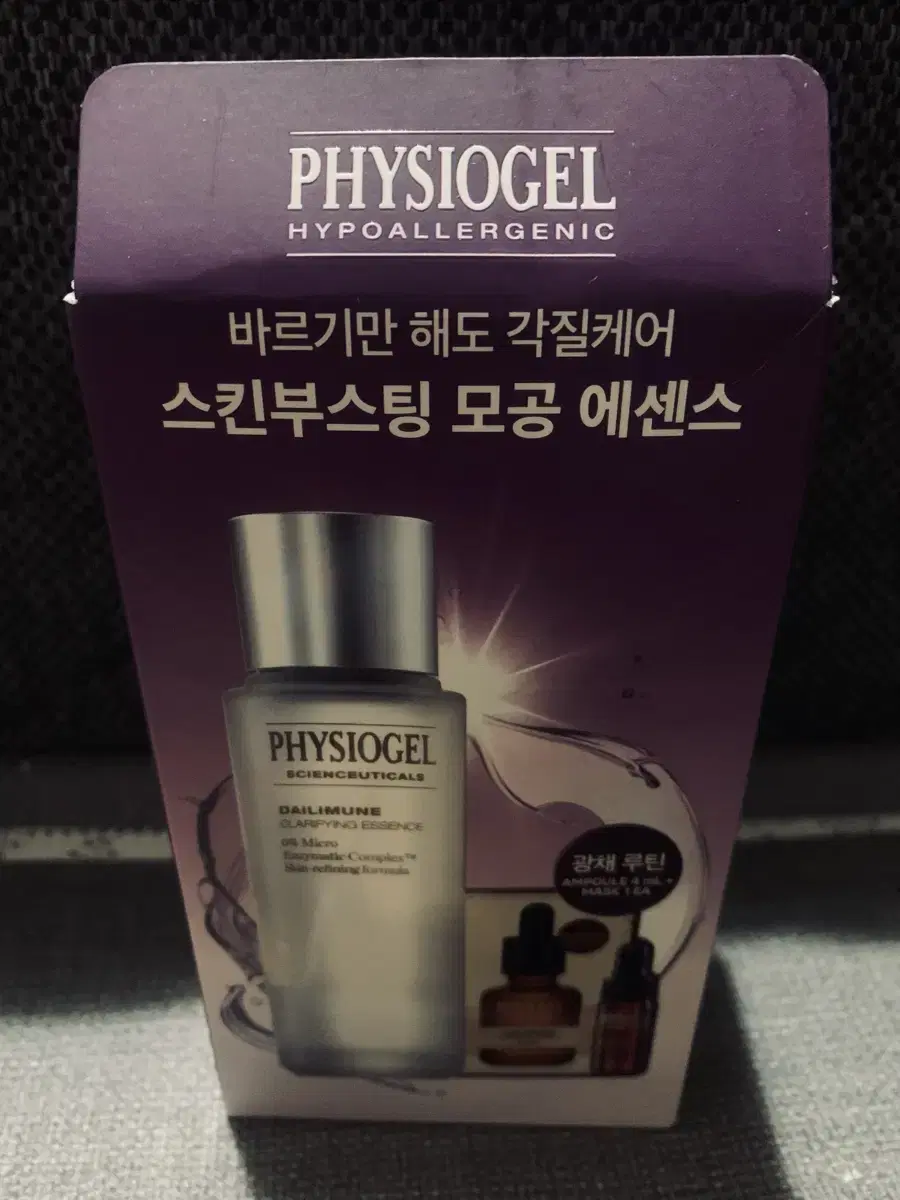 PHYSIOGEL
HYPOALLERGENIC
바르기만 해도 각질케어
스킨부스팅 모공 에센스
PHYSIOGEL
SCIENCEUTICALS
DAILIMUNE
CLARIFYING ESSENCE
Micro
Enzymatic Complex™
Skin-refining formula
광채 루틴
AMPOULE 4 mL +
MASK 1 EA